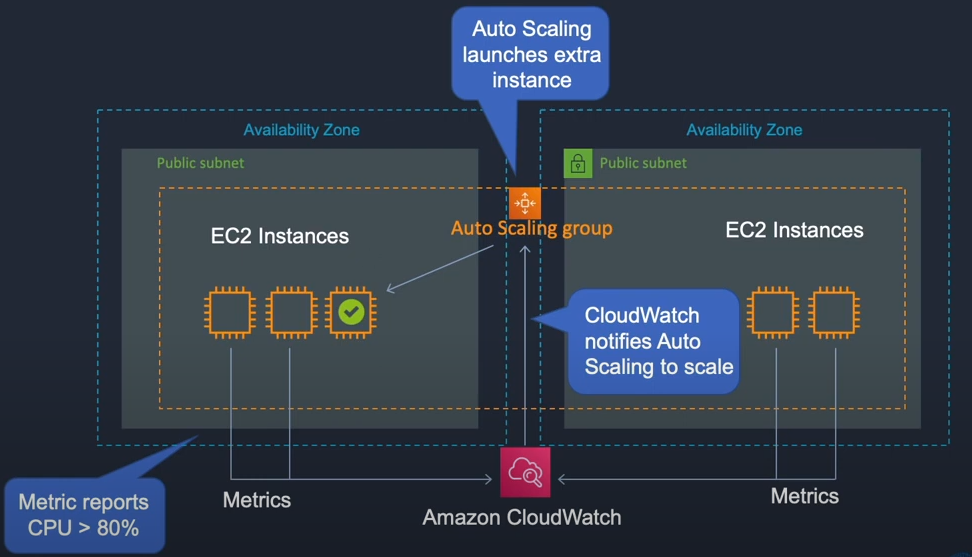 Auto Scaling
launches extra
instance
Availability Zone
Availability Zone
Public subnet
Public subnet
Auto Scaling group
EC2 Instances
EC2 Instances
CloudWatch
notifies Auto
Scaling to scale
Metric reports
CPU > 80%
Metrics
Metrics
Amazon CloudWatch